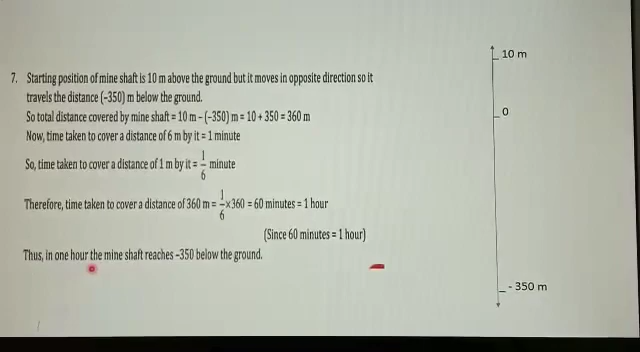 7. Starting position of mine shaft is 10 m above the ground but it moves in opposite direction so it
travels the distance (–350) m below the ground.
So total distance covered by mine shaft = 10 m – (–350) m = 10 + 350 = 360 m
Now, time taken to cover a distance of 6 m by it = 1 minute
So, time taken to cover a distance of 1 m by it = 1/6 minute
Therefore, time taken to cover a distance of 360 m = 1/6 ×360 = 60 minutes = 1 hour
(Since 60 minutes = 1 hour)
Thus, in one hour the mine shaft reaches –350 below the ground.
10 m
0
- 350 m